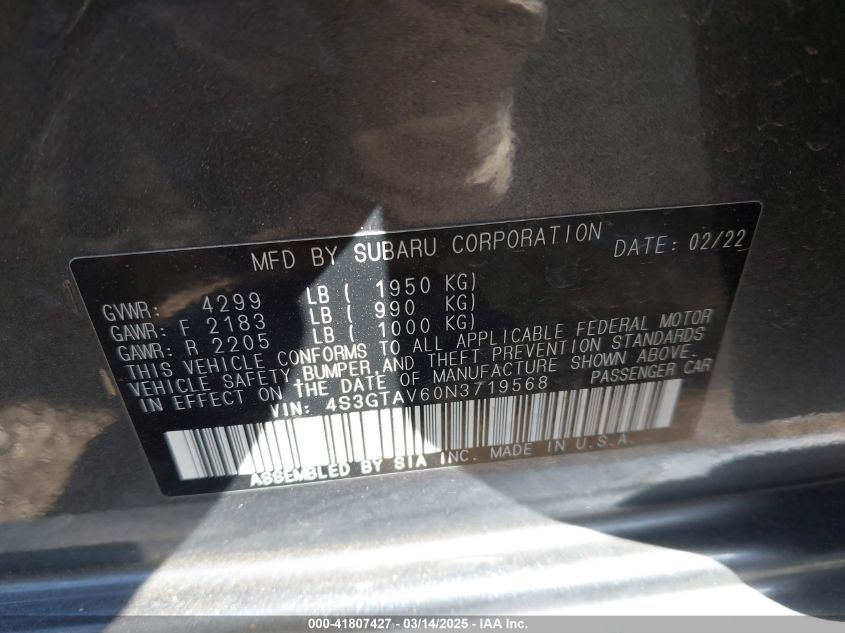 MFD BY SUBARU CORPORATION DATE: 02/22
GVWR: 4299 LB ( 1950 KG)
GAWR: F 2183 LB ( 990 KG)
GAWR: R 2205 LB ( 1000 KG)
THIS VEHICLE CONFORMS TO ALL APPLICABLE FEDERAL MOTOR
VEHICLE SAFETY,BUMPER,AND THEFT PREVENTION STANDARDS
IN EFFECT ON THE DATE OF MANUFACTURE SHOWN ABOVE.
VIN: 4S3GTAV60N3719568 PASSENGER CAR
ASSEMBLED BY SIA INC. MADE IN U.S.A.
000-41807427 - 03/14/2025 - IAA Inc.